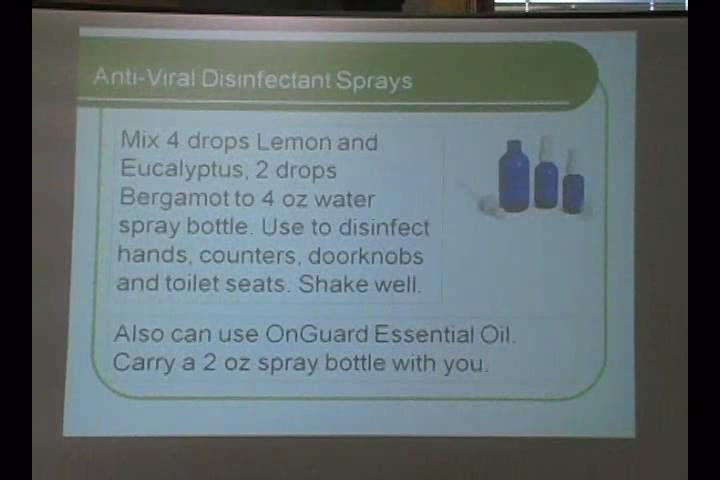 Anti-Viral Disinfectant Sprays
Mix 4 drops Lemon and
Eucalyptus, 2 drops
Bergamot to 4 oz water
spray bottle. Use to disinfect
hands, counters, doorknobs
and toilet seats. Shake well.
Also can use OnGuard Essential Oil.
Carry a 2 oz spray bottle with you.